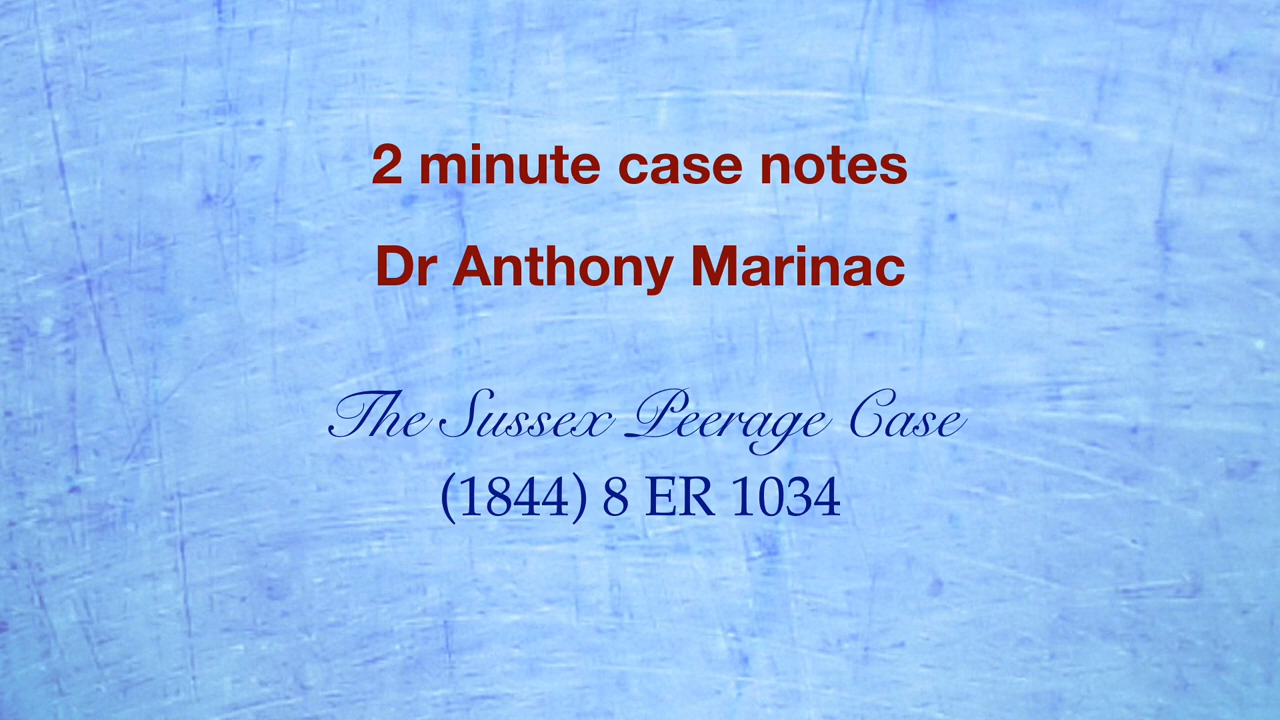 2 minute case notes
Dr Anthony Marinac
The Sussex Peerage Case
(1844) 8 ER 1034